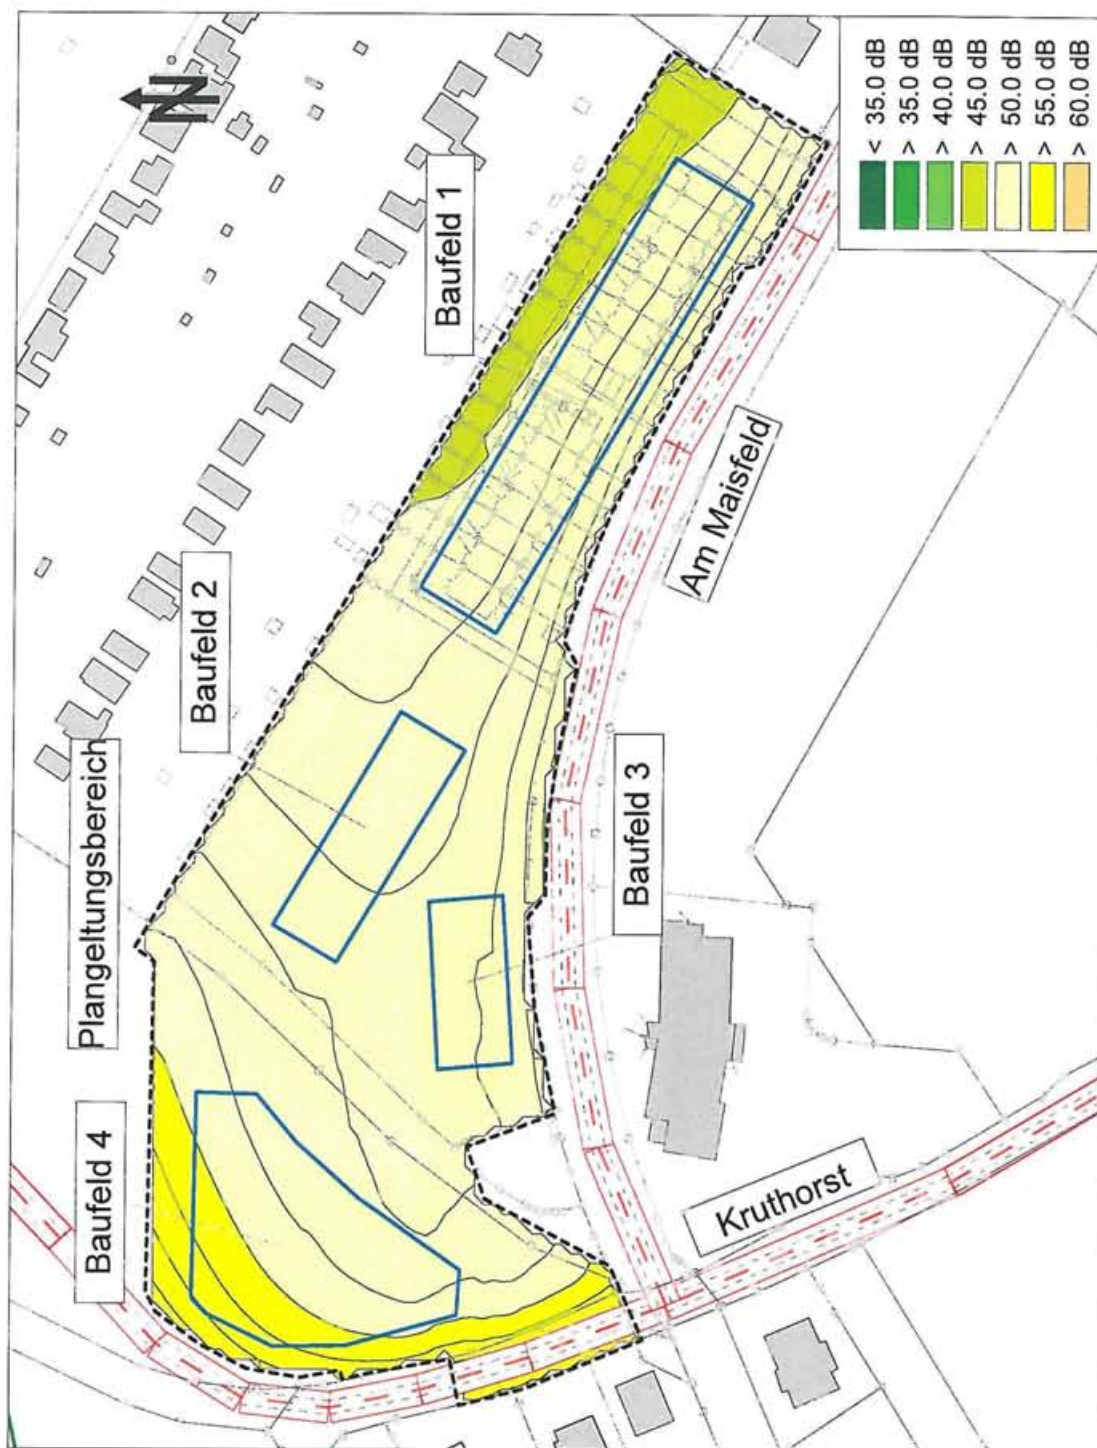 N
Baufeld 4
Plangeltungsbereich
Baufeld 2
Baufeld 1
Baufeld 3
Am Maisfeld
Kruthorst
< 35.0 dB
> 35.0 dB
> 40.0 dB
> 45.0 dB
> 50.0 dB
> 55.0 dB
> 60.0 dB